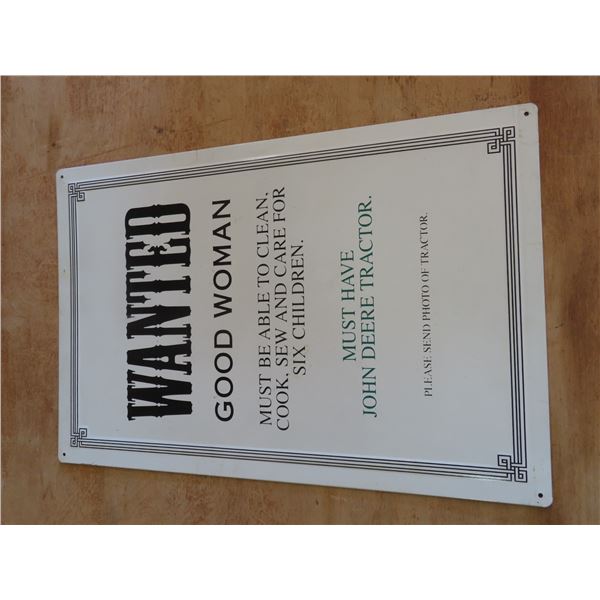 WANTED
GOOD WOMAN
MUST BE ABLE TO CLEAN,
COOK, SEW AND CARE FOR
SIX CHILDREN.
MUST HAVE
JOHN DEERE TRACTOR.
PLEASE SEND PHOTO OF TRACTOR.